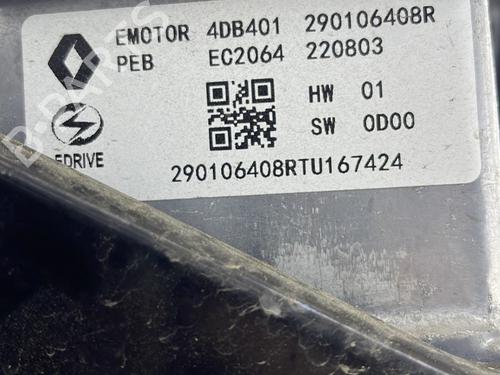 EMOTOR 4DB401 290106408R
PEB EC2064 220803
HW 01
SW 0D00
EDRIVE
290106408RTU167424
B-PARTS